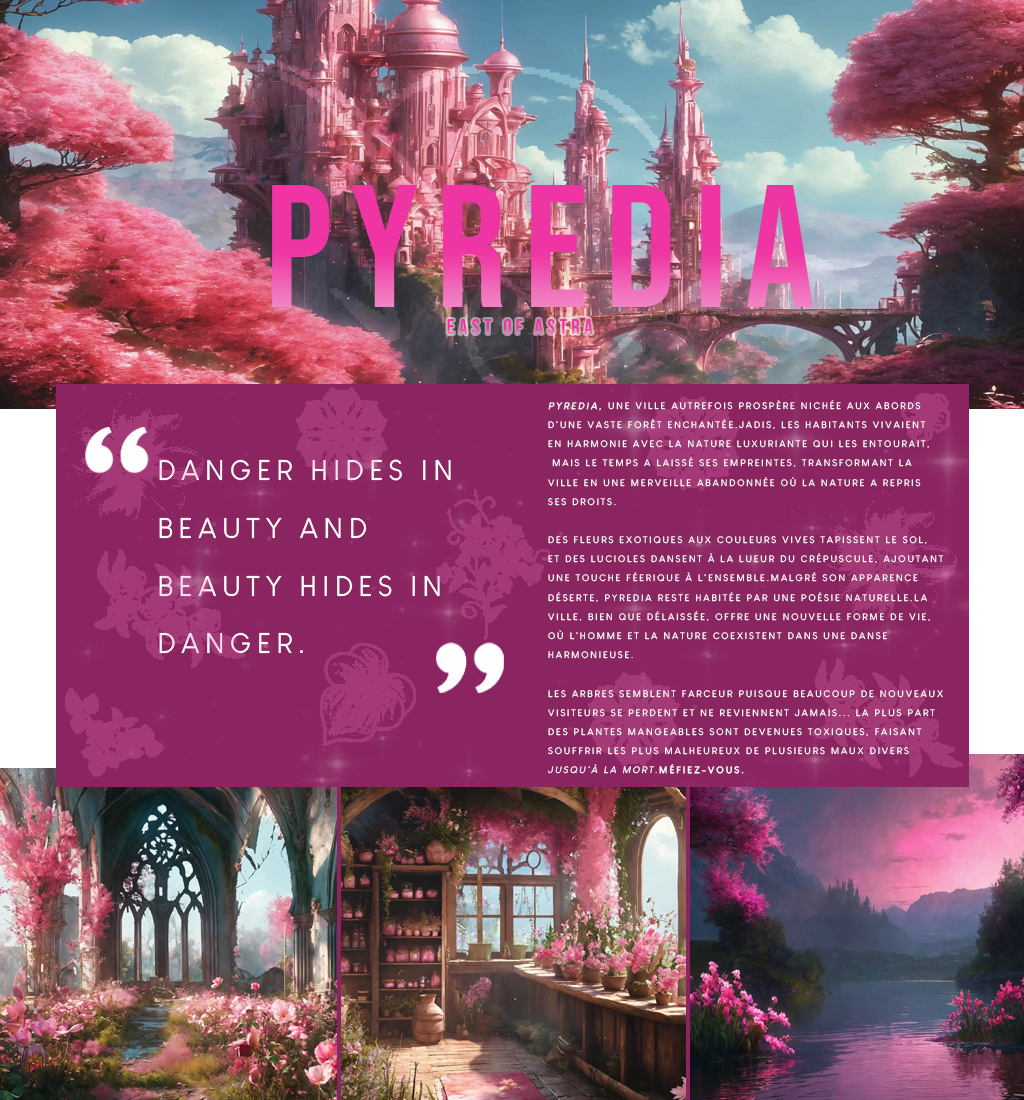 PYREDIA
EAST OF ASTRA
“DANGER HIDES IN
BEAUTY AND
BEAUTY HIDES IN
DANGER.”
PYREDIA, UNE VILLE AUTREFOIS PROSPÈRE NICHÉE AUX ABORDS
D'UNE VASTE FORÊT ENCHANTÉE.JADIS, LES HABITANTS VIVAIENT
EN HARMONIE AVEC LA NATURE LUXURIANTE QUI LES ENTOURAIT,
MAIS LE TEMPS A LAISSÉ SES EMPREINTES, TRANSFORMANT LA
VILLE EN UNE MERVEILLE ABANDONNÉE OÙ LA NATURE A REPRIS
SES DROITS.
DES FLEURS EXOTIQUES AUX COULEURS VIVES TAPISSENT LE SOL,
ET DES LUCIOLES DANSENT À LA LUEUR DU CRÉPUSCULE, AJOUTANT
UNE TOUCHE FÉERIQUE À L'ENSEMBLE.MALGRÉ SON APPARENCE
DÉSERTE, PYREDIA RESTE HABITÉE PAR UNE POÉSIE NATURELLE.LA
VILLE, BIEN QUE DÉLAISSÉE, OFFRE UNE NOUVELLE FORME DE VIE,
OÙ L'HOMME ET LA NATURE COEXISTENT DANS UNE DANSE
HARMONIEUSE.
LES ARBRES SEMBLENT FARCEUR PUISQUE BEAUCOUP DE NOUVEAUX
VISITEURS SE PERDENT ET NE REVIENNENT JAMAIS... LA PLUS PART
DES PLANTES MANGEABLES SONT DEVENUES TOXIQUES, FAISANT
SOUFFRIR LES PLUS MALHEUREUX DE PLUSIEURS MAUX DIVERS
JUSQU'À LA MORT.MÉFIEZ-VOUS.